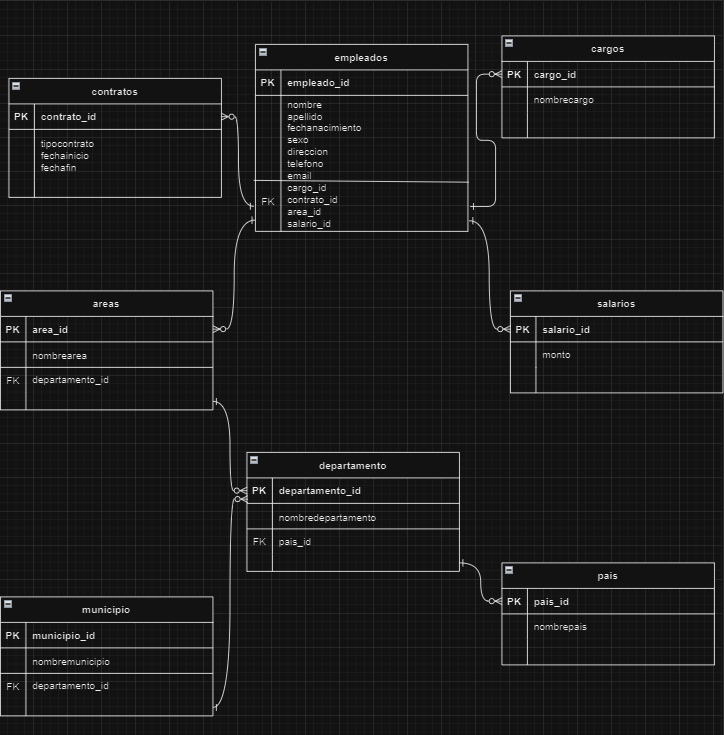 empleados
PK empleado_id
nombre
apellido
fechanacimiento
sexo
direccion
telefono
email
cargo_id
FK contrato_id
area_id
salario_id
cargos
PK cargo_id
nombrecargo
contratos
PK contrato_id
tipocontrato
fechainicio
fechafin
areas
PK area_id
nombrearea
FK departamento_id
salarios
PK salario_id
monto
departamento
PK departamento_id
nombredepartamento
FK pais_id
pais
PK pais_id
nombrepais
municipio
PK municipio_id
nombremunicipio
FK departamento_id